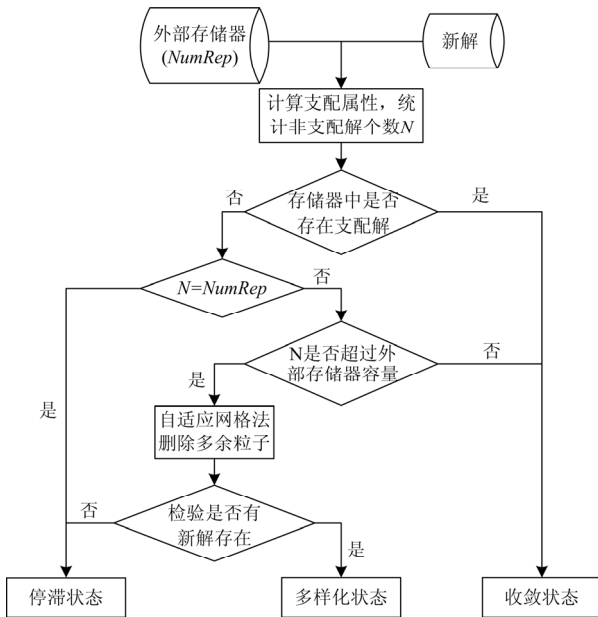 外部存储器
(NumRep)
新解
计算支配属性，统
计非支配解个数N
存储器中是否
存在支配解
否
是
N=NumRep
否
N是否超过外
部存储器容量
否
是
是
自适应网格法
删除多余粒子
检验是否有
新解存在
否
是
停滞状态
多样化状态
收敛状态